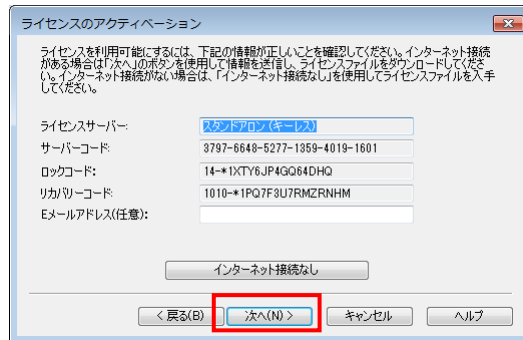 ライセンスのアクティベーション
ライセンスを利用可能にするには、下記の情報が正しいことを確認してください。インターネット接続
がある場合は「次へ」のボタンを使用して情報を送信し、ライセンスファイルをダウンロードしてくださ
い。インターネット接続がない場合は、「インターネット接続なし」を使用してライセンスファイルを入手
してください。
ライセンスサーバー: スタンドアロン (キーレス)
サーバーコード: 3797-6648-5277-1359-4019-1601
ロックコード: 14-*1XTY6JP4GQ64DHQ
リカバリーコード: 1010-*1PQ7F3U7RMZRNHM
Eメールアドレス(任意):
インターネット接続なし
< 戻る(B) 次へ(N) > キャンセル ヘルプ